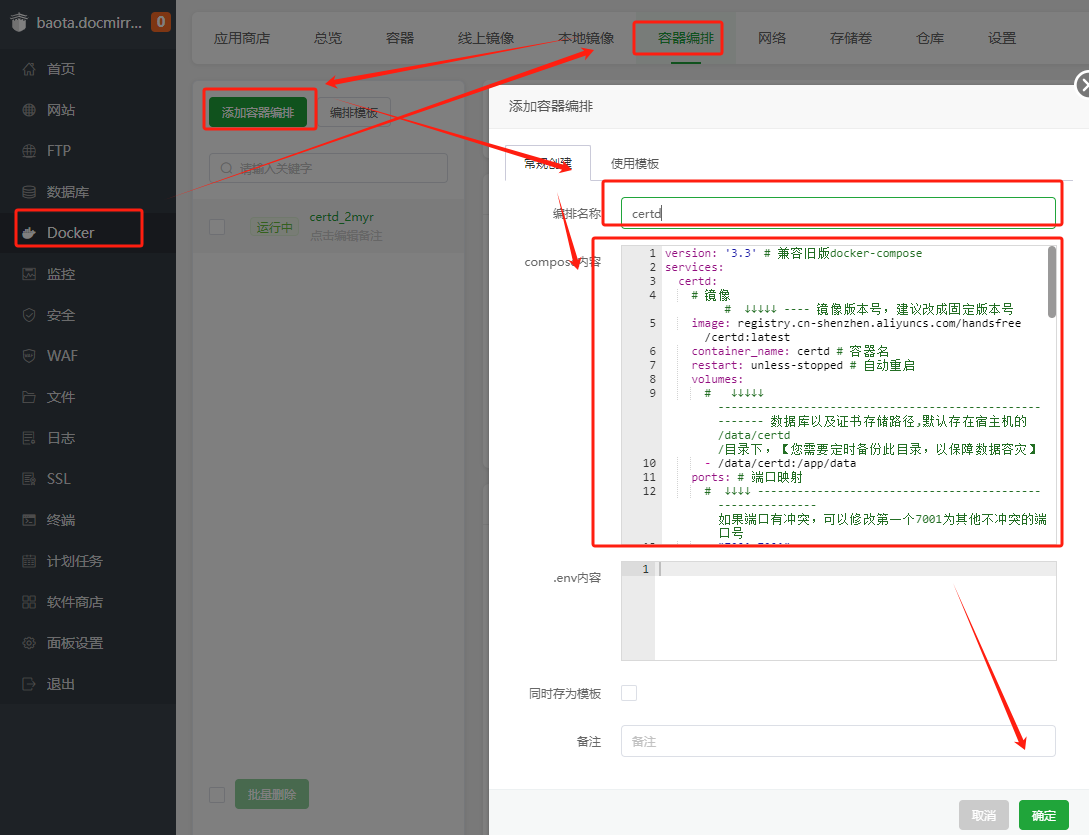 baota.docmirr...
0
首页
网站
FTP
数据库
Docker
监控
安全
WAF
文件
日志
SSL
终端
计划任务
软件商店
面板设置
退出
应用商店
总览
容器
线上镜像
本地镜像
容器编排
网络
存储卷
仓库
设置
添加容器编排
编排模板
请输入关键字
运行中
certd_2myr
点击编辑备注
批量删除
添加容器编排
常规创建
使用模板
编排名称
certd
compose内容
1 version: '3.3' # 兼容旧版docker-compose
2 services:
3 certd:
4 # 镜像
# ↓↓↓↓↓ ---- 镜像版本号，建议改成固定版本号
5 image: registry.cn-shenzhen.aliyuncs.com/handsfree
/certd:latest
6 container_name: certd # 容器名
7 restart: unless-stopped # 自动重启
8 volumes:
9 # ↓↓↓↓↓
-------------------------------------------------
------- 数据库以及证书存储路径,默认存在宿主机的
/data/certd
/目录下，【您需要定时备份此目录，以保障数据容灾】
10 - /data/certd:/app/data
11 ports: # 端口映射
12 # ↓↓↓↓ -------------------------------------------
---------------
如果端口有冲突，可以修改第一个7001为其他不冲突的端
口号
.env内容
1
同时存为模板
备注
备注
取消
确定